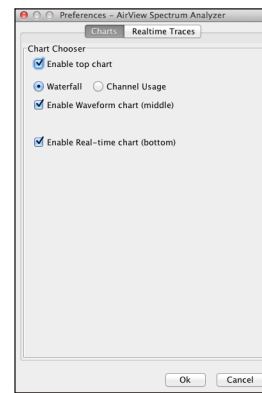 Preferences - AirView Spectrum Analyzer
Charts Realtime Traces
Chart Chooser
Enable top chart
Waterfall Channel Usage
Enable Waveform chart (middle)
Enable Real-time chart (bottom)
Ok Cancel